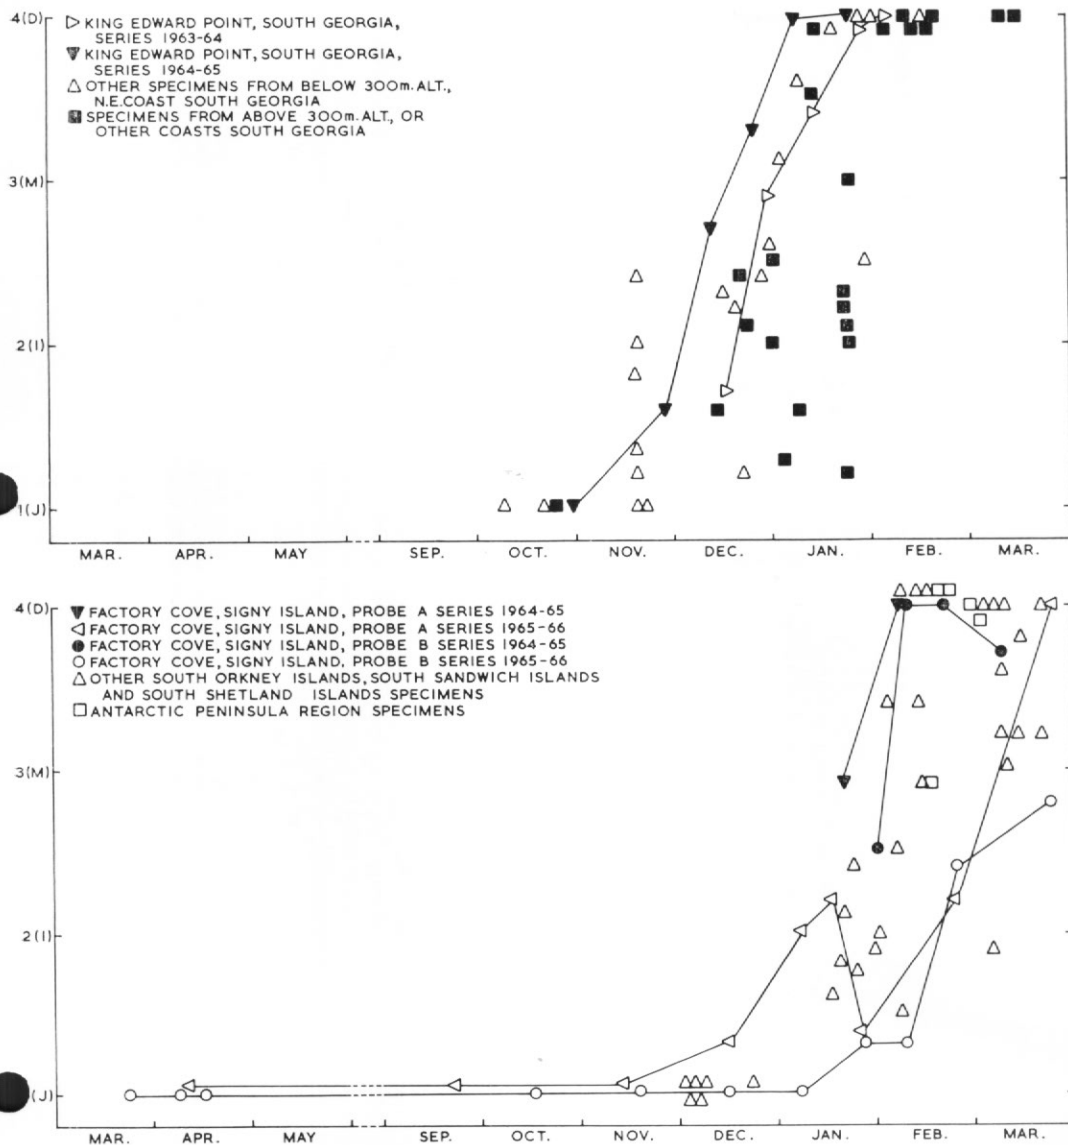 4(D)
▷ KING EDWARD POINT, SOUTH GEORGIA,
SERIES 1963-64
▼ KING EDWARD POINT, SOUTH GEORGIA,
SERIES 1964-65
△ OTHER SPECIMENS FROM BELOW 300m. ALT.,
N.E. COAST SOUTH GEORGIA
■ SPECIMENS FROM ABOVE 300m. ALT., OR
OTHER COASTS SOUTH GEORGIA
3(M)
2(I)
1(J)
MAR. APR. MAY SEP. OCT. NOV. DEC. JAN. FEB. MAR.
4(D)
▼ FACTORY COVE, SIGNY ISLAND, PROBE A SERIES 1964-65
◁ FACTORY COVE, SIGNY ISLAND, PROBE A SERIES 1965-66
● FACTORY COVE, SIGNY ISLAND, PROBE B SERIES 1964-65
○ FACTORY COVE, SIGNY ISLAND, PROBE B SERIES 1965-66
△ OTHER SOUTH ORKNEY ISLANDS, SOUTH SANDWICH ISLANDS
AND SOUTH SHETLAND ISLANDS SPECIMENS
□ ANTARCTIC PENINSULA REGION SPECIMENS
3(M)
2(I)
(J)
MAR. APR. MAY SEP. OCT. NOV. DEC. JAN. FEB. MAR.